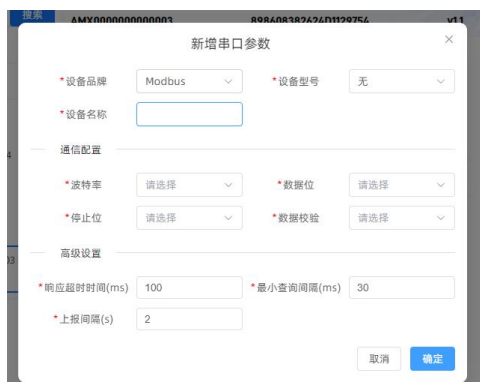 搜索 AMX0000000000003 898608382624D1129754 v1.1
新增串口参数
*设备品牌 Modbus *设备型号 无
*设备名称
通信配置
*波特率 请选择 *数据位 请选择
*停止位 请选择 *数据校验 请选择
高级设置
*响应超时时间(ms) 100 *最小查询间隔(ms) 30
*上报间隔(s) 2
取消 确定